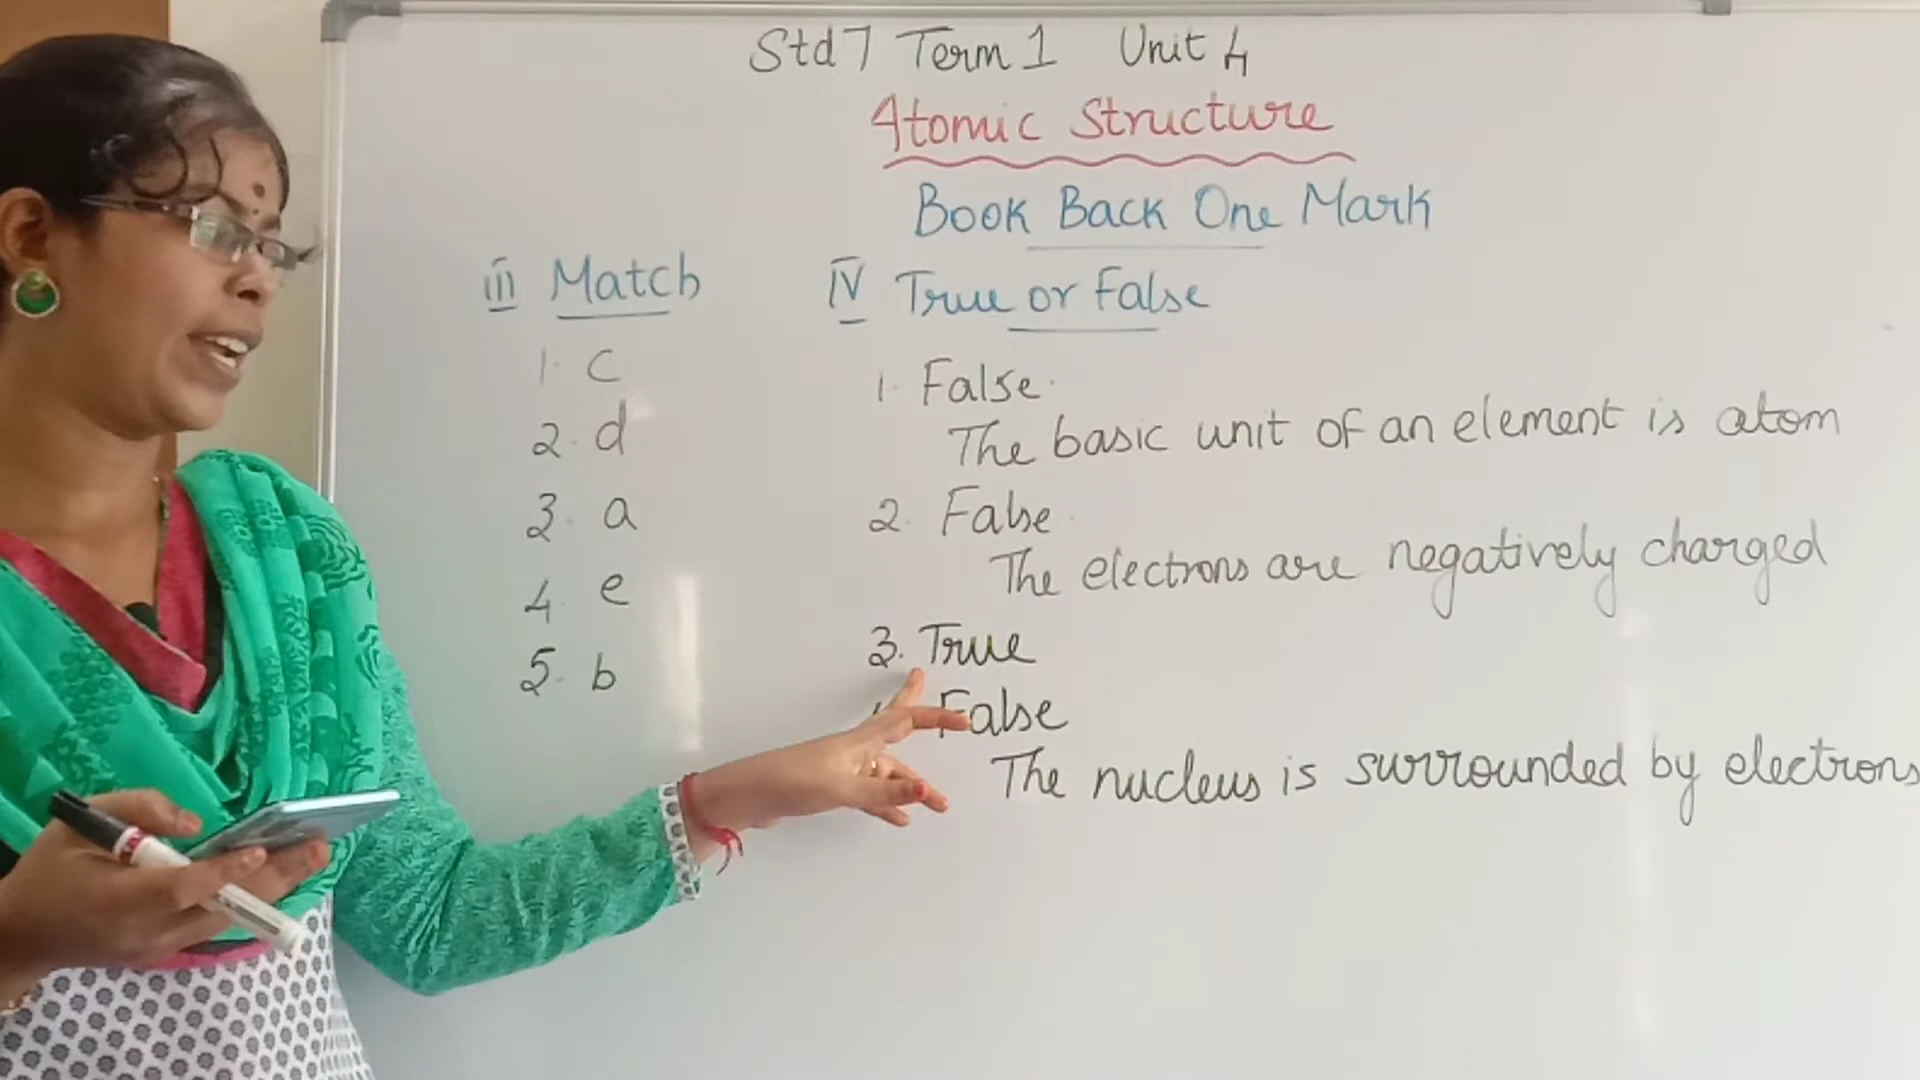 Std 7 Term 1 Unit 4
Atomic Structure
Book Back One Mark
III Match
1. c
2. d
3. a
4. e
5. b
IV True or False
1. False.
The basic unit of an element is atom
2. False.
The electrons are negatively charged
3. True
False
The nucleus is surrounded by electrons